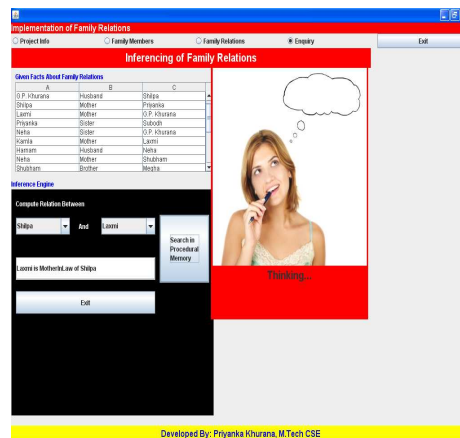 Implementation of Family Relations
Project Info Family Members Family Relations Enquiry Exit
Inferencing of Family Relations
Given Facts About Family Relations
A B C
O.P. Khurana Husband Shilpa
Shilpa Mother Priyanka
Laxmi Mother O.P. Khurana
Priyanka Sister Subodh
Neha Sister O.P. Khurana
Kamla Mother Laxmi
Harnam Husband Neha
Neha Mother Shubham
Shubham Brother Megha
Inference Engine
Compute Relation Between
Shilpa And Laxmi
Search in
Procedural
Memory
Laxmi is MotherInLaw of Shilpa
Exit
Thinking...
Developed By: Priyanka Khurana, M.Tech CSE